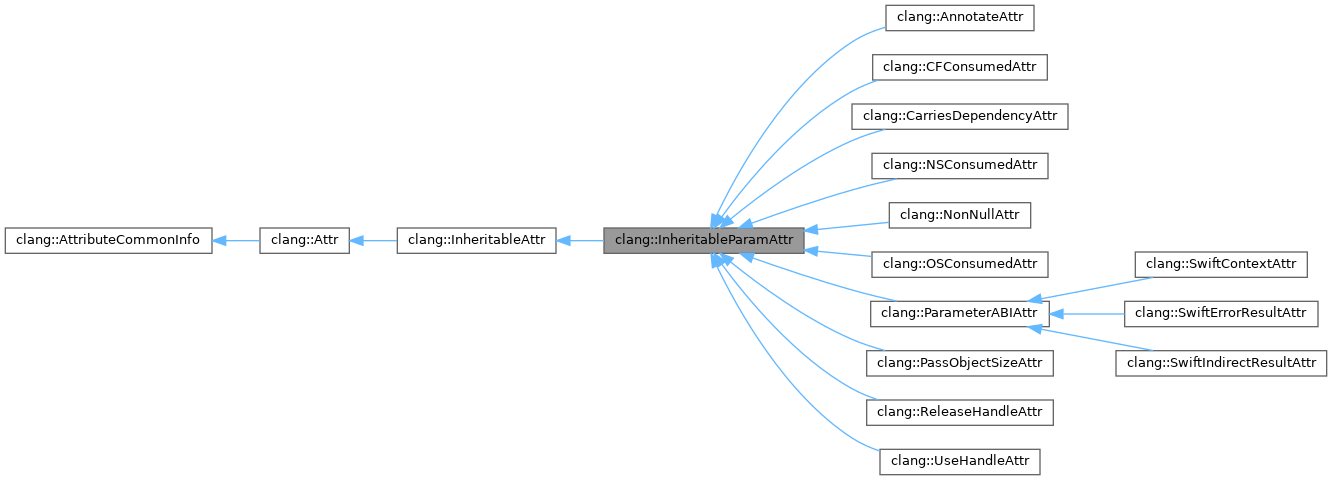 clang::AnnotateAttr
clang::CFConsumedAttr
clang::CarriesDependencyAttr
clang::NSConsumedAttr
clang::NonNullAttr
clang::AttributeCommonInfo
clang::Attr
clang::InheritableAttr
clang::InheritableParamAttr
clang::OSConsumedAttr
clang::SwiftContextAttr
clang::ParameterABIAttr
clang::SwiftErrorResultAttr
clang::PassObjectSizeAttr
clang::SwiftIndirectResultAttr
clang::ReleaseHandleAttr
clang::UseHandleAttr